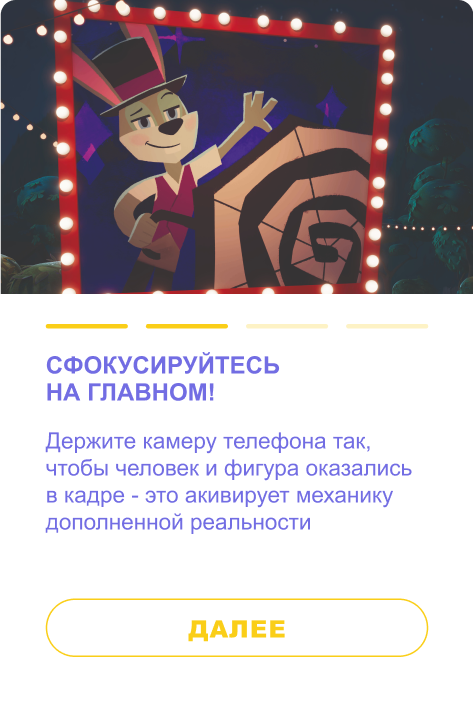 СФОКУСИРУЙТЕСЬ
НА ГЛАВНОМ!
Держите камеру телефона так,
чтобы человек и фигура оказались
в кадре - это акивирует механику
дополненной реальности
ДАЛЕЕ